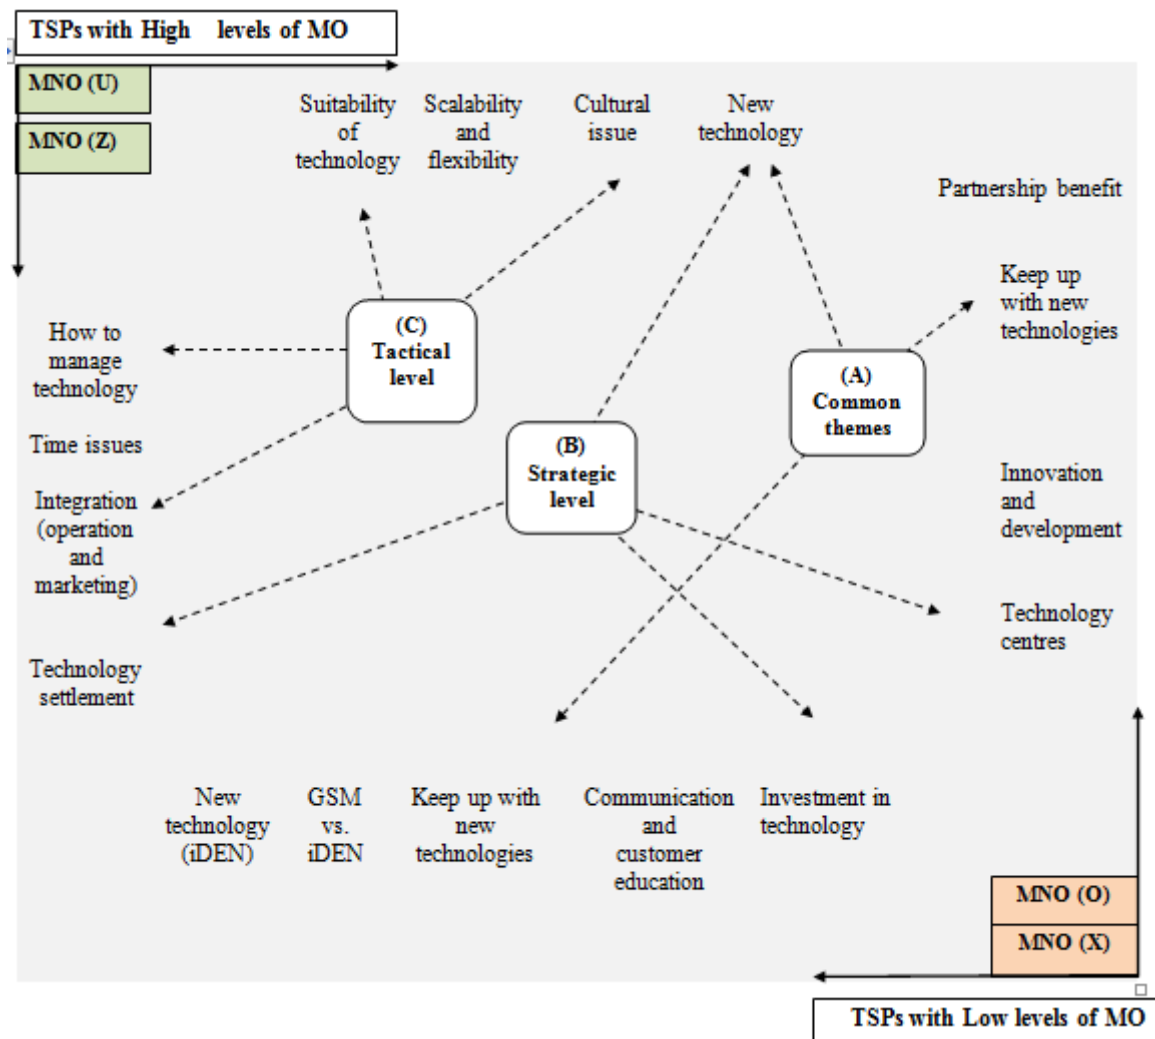 TSPs with High levels of MO
MNO (U)
MNO (Z)
Suitability
of
technology
Scalability
and
flexibility
Cultural
issue
New
technology
Partnership benefit
Keep up
with new
technologies
(C)
Tactical
level
How to
manage
technology
(A)
Common
themes
Time issues
(B)
Strategic
level
Integration
(operation
and
marketing)
Innovation
and
development
Technology
centres
Technology
settlement
New
technology
(iDEN)
GSM
vs.
iDEN
Keep up with
new
technologies
Communication
and
customer
education
Investment in
technology
MNO (O)
MNO (X)
TSPs with Low levels of MO